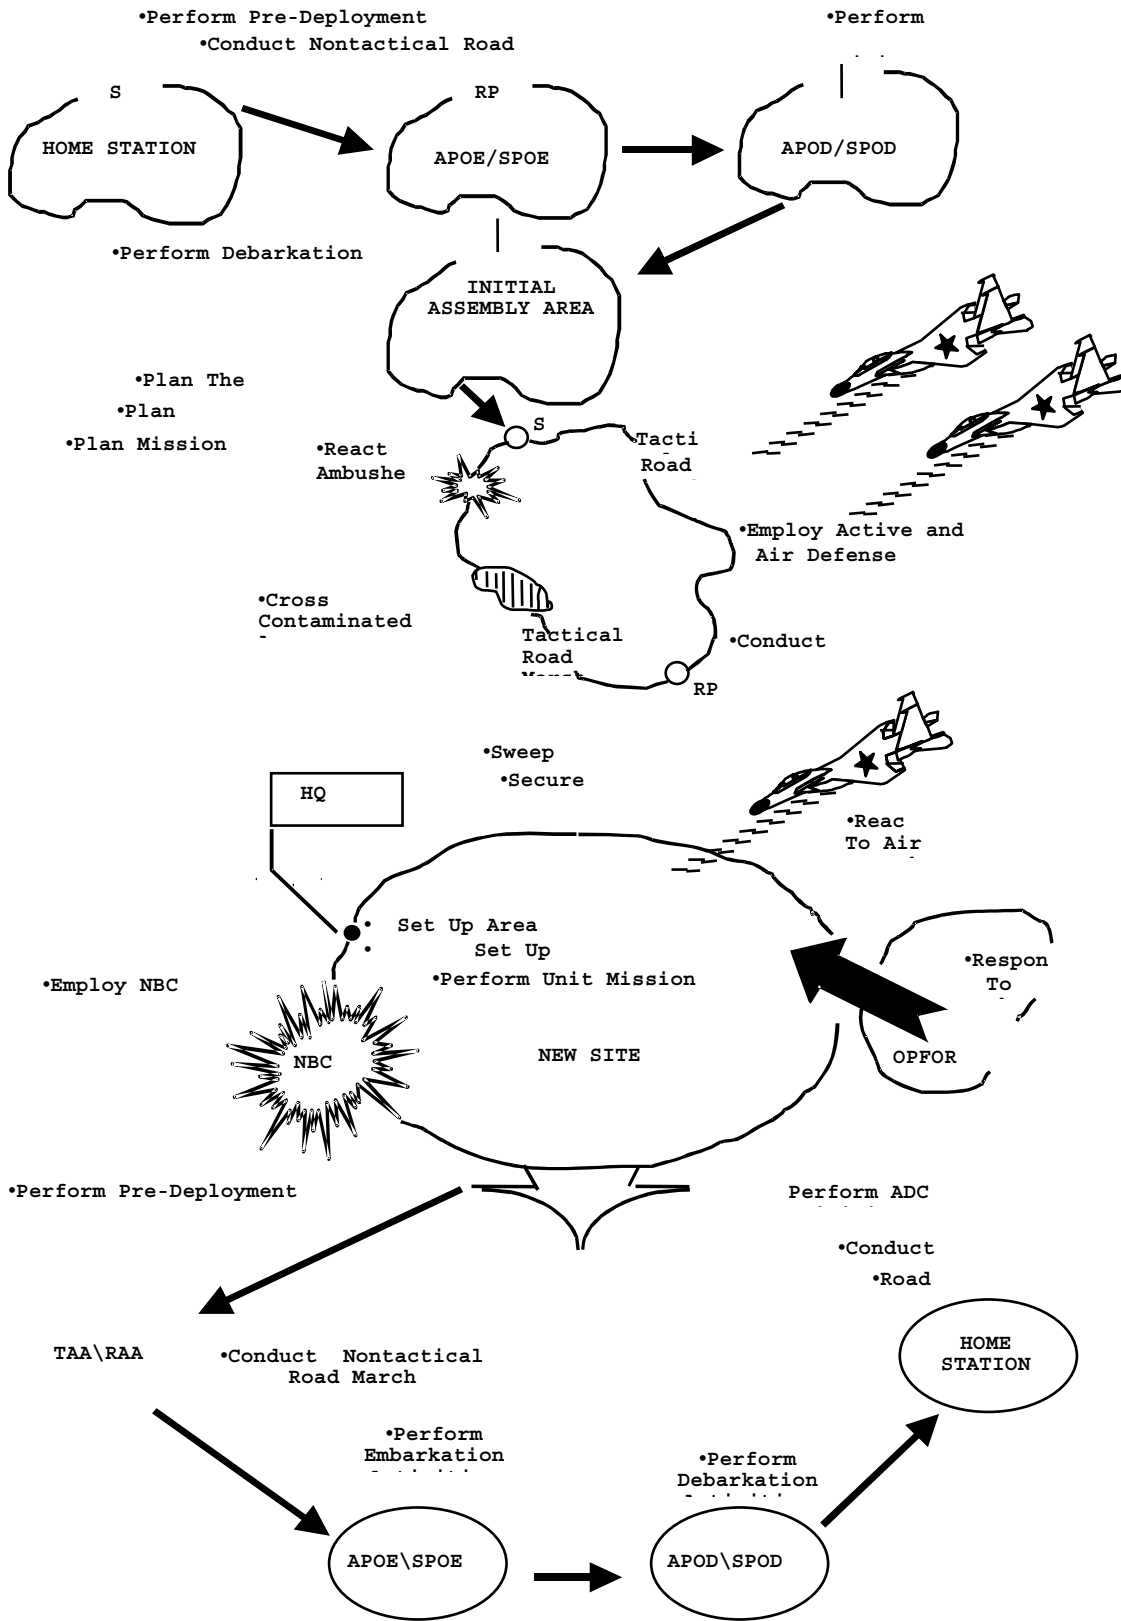 •Perform Pre-Deployment
•Conduct Nontactical Road
•Perform
S
RP
HOME STATION
APOE/SPOE
APOD/SPOD
•Perform Debarkation
INITIAL
ASSEMBLY AREA
•Plan The
•Plan
•Plan Mission
S
•React
Ambushe
Tacti
Road
•Employ Active and
Air Defense
•Cross
Contaminated
Tactical
Road
•Conduct
RP
•Sweep
•Secure
HQ
•Reac
To Air
• Set Up Area
• Set Up
•Perform Unit Mission
•Respon
To
•Employ NBC
NBC
NEW SITE
OPFOR
•Perform Pre-Deployment
Perform ADC
•Conduct
•Road
TAA\RAA
•Conduct Nontactical
Road March
HOME
STATION
•Perform
Embarkation
•Perform
Debarkation
APOE\SPOE
APOD\SPOD